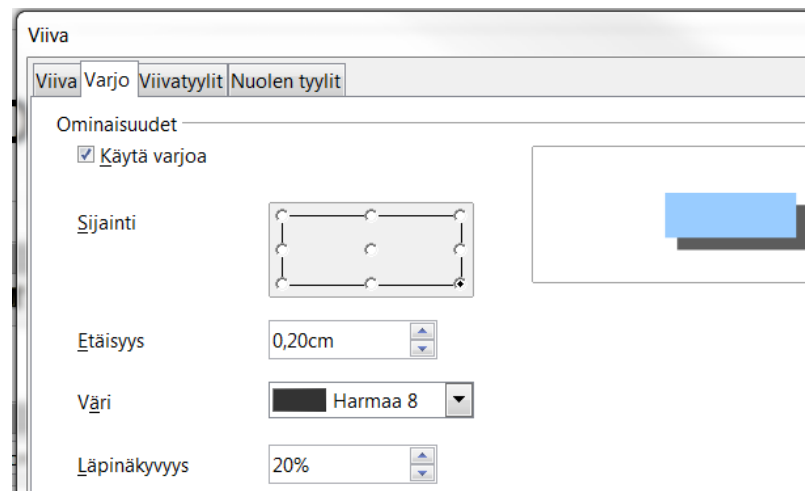 Viiva
Viiva Varjo Viivatyylit Nuolen tyylit
Ominaisuudet
Käytä varjoa
Sijainti
Etäisyys 0,20cm
Väri Harmaa 8
Läpinäkyvyys 20%